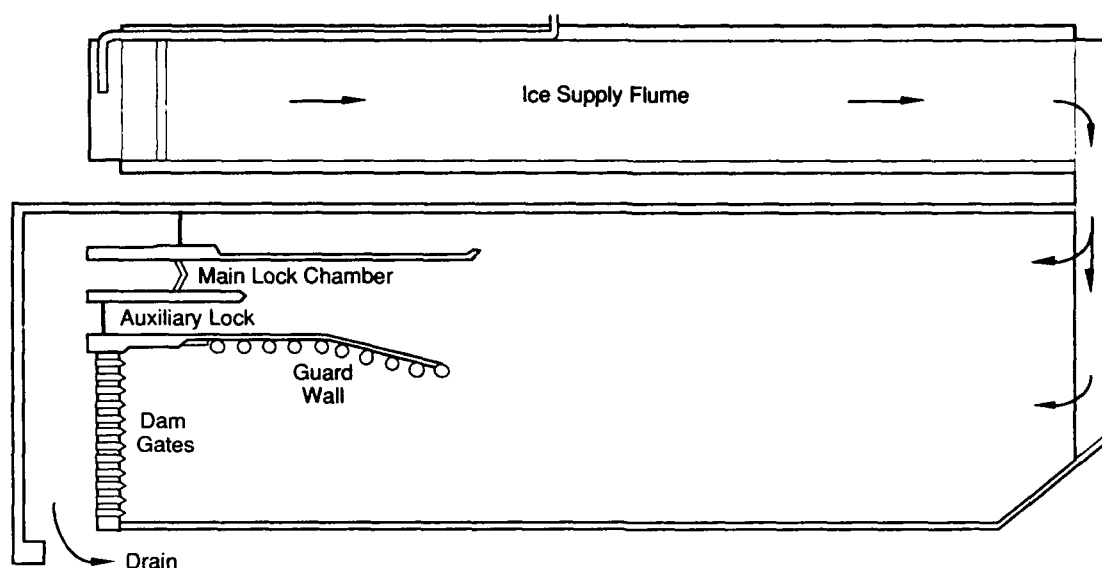 Ice Supply Flume
Main Lock Chamber
Auxiliary Lock
Guard
Wall
Dam
Gates
Drain